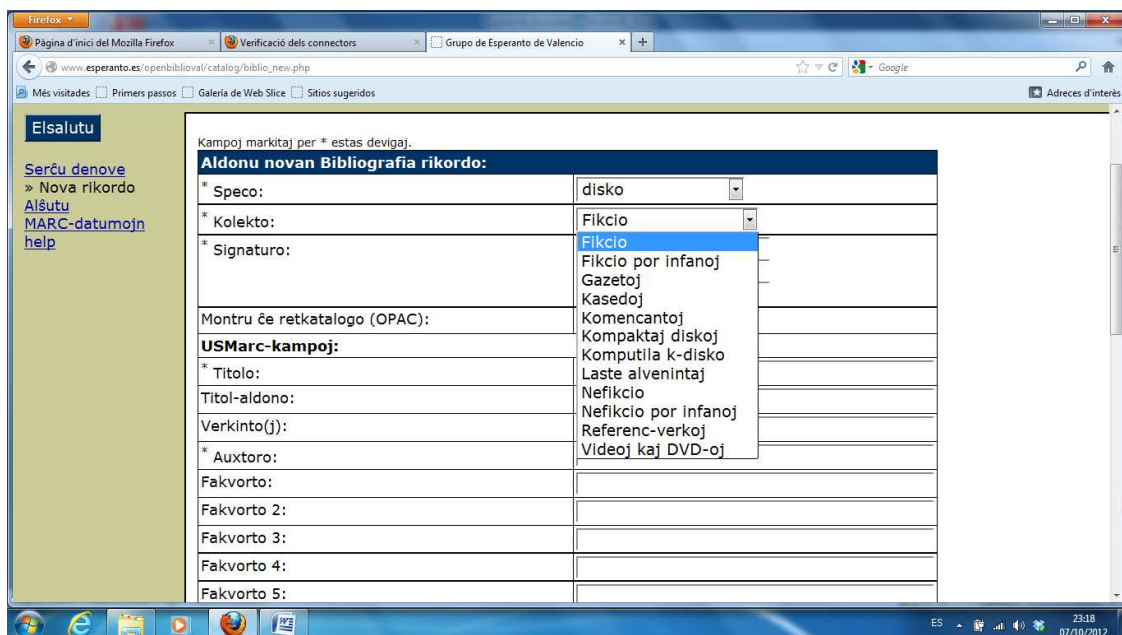 Firefox
Pàgina d'inici del Mozilla Firefox
Verificació dels connectors
Grupo de Esperanto de Valencio
www.esperanto.es/openbiblioval/catalog/biblio_new.php
Google
Més visitades
Primers passos
Galería de Web Slice
Sitios sugeridos
Adreces d'interès
Elsalutu
Serĉu denove
» Nova rikordo
Alŝutu
MARC-datumojn
help
Kampoj markitaj per * estas devigaj.
Aldonu novan Bibliografia rikordo:
* Speco:
disko
* Kolekto:
Fikcio
* Signaturo:
Fikcio
Fikcio por infanoj
Gazetoj
Kasedoj
Komencantoj
Kompaktaj diskoj
Komputila k-disko
Laste alvenintaj
Nefikcio
Nefikcio por infanoj
Referenc-verkoj
Videoj kaj DVD-oj
Montru ĉe retkatalogo (OPAC):
USMarc-kampoj:
* Titolo:
Titol-aldono:
Verkinto(j):
* Auxtoro:
Fakvorto:
Fakvorto 2:
Fakvorto 3:
Fakvorto 4:
Fakvorto 5:
ES
23:18
07/10/2012